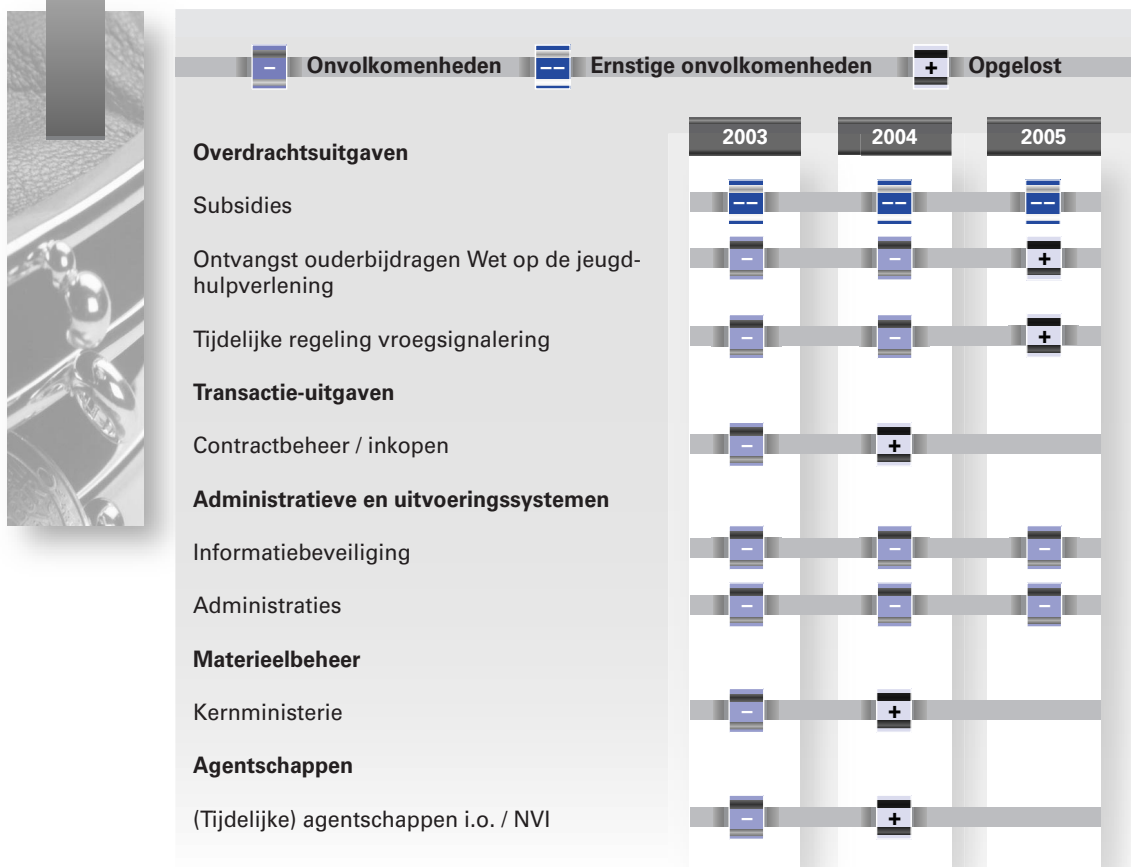 – Onvolkomenheden –– Ernstige onvolkomenheden + Opgelost
2003 2004 2005
Overdrachtsuitgaven
Subsidies –– –– ––
Ontvangst ouderbijdragen Wet op de jeugd- – – +
hulpverlening
Tijdelijke regeling vroegsignalering – – +
Transactie-uitgaven
Contractbeheer / inkopen – +
Administratieve en uitvoeringssystemen
Informatiebeveiliging – – –
Administraties – – –
Materieelbeheer
Kernministerie – +
Agentschappen
(Tijdelijke) agentschappen i.o. / NVI – +